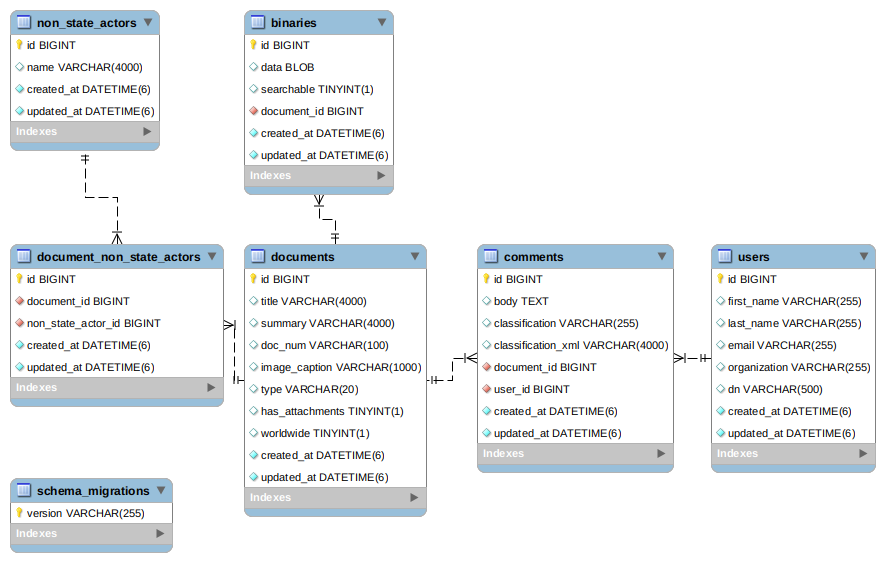 non_state_actors
id BIGINT
name VARCHAR(4000)
created_at DATETIME(6)
updated_at DATETIME(6)
Indexes
binaries
id BIGINT
data BLOB
searchable TINYINT(1)
document_id BIGINT
created_at DATETIME(6)
updated_at DATETIME(6)
Indexes
document_non_state_actors
id BIGINT
document_id BIGINT
non_state_actor_id BIGINT
created_at DATETIME(6)
updated_at DATETIME(6)
Indexes
documents
id BIGINT
title VARCHAR(4000)
summary VARCHAR(4000)
doc_num VARCHAR(100)
image_caption VARCHAR(1000)
type VARCHAR(20)
has_attachments TINYINT(1)
worldwide TINYINT(1)
created_at DATETIME(6)
updated_at DATETIME(6)
Indexes
comments
id BIGINT
body TEXT
classification VARCHAR(255)
classification_xml VARCHAR(4000)
document_id BIGINT
user_id BIGINT
created_at DATETIME(6)
updated_at DATETIME(6)
Indexes
users
id BIGINT
first_name VARCHAR(255)
last_name VARCHAR(255)
email VARCHAR(255)
organization VARCHAR(255)
dn VARCHAR(500)
created_at DATETIME(6)
updated_at DATETIME(6)
Indexes
schema_migrations
version VARCHAR(255)
Indexes